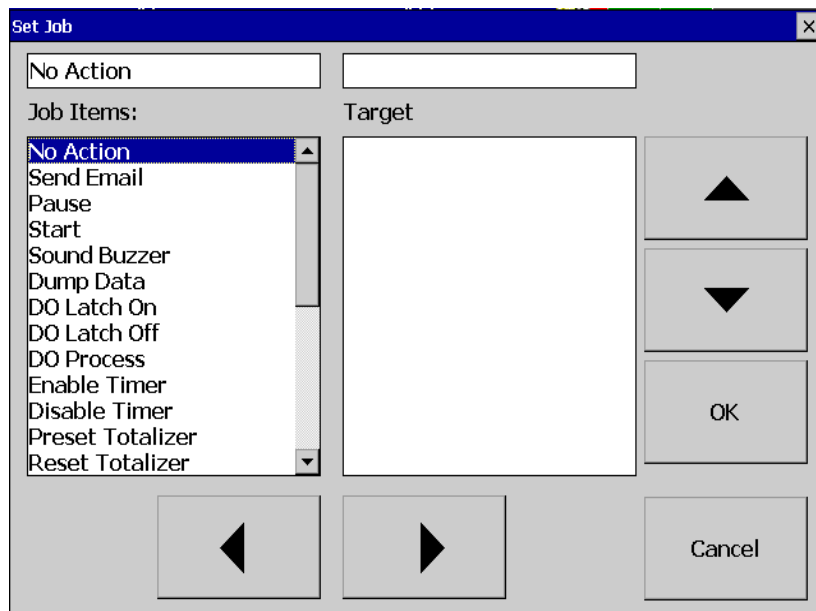 Set Job
No Action
Job Items:
Target
No Action
Send Email
Pause
Start
Sound Buzzer
Dump Data
DO Latch On
DO Latch Off
DO Process
Enable Timer
Disable Timer
Preset Totalizer
Reset Totalizer
OK
Cancel